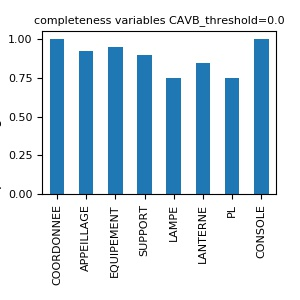 completeness variables CAVB_threshold=0.0
1.00
0.75
0.50
0.25
0.00
COORDONNEE
APPEILLAGE
EQUIPEMENT
SUPPORT
LAMPE
LANTERNE
PL
CONSOLE